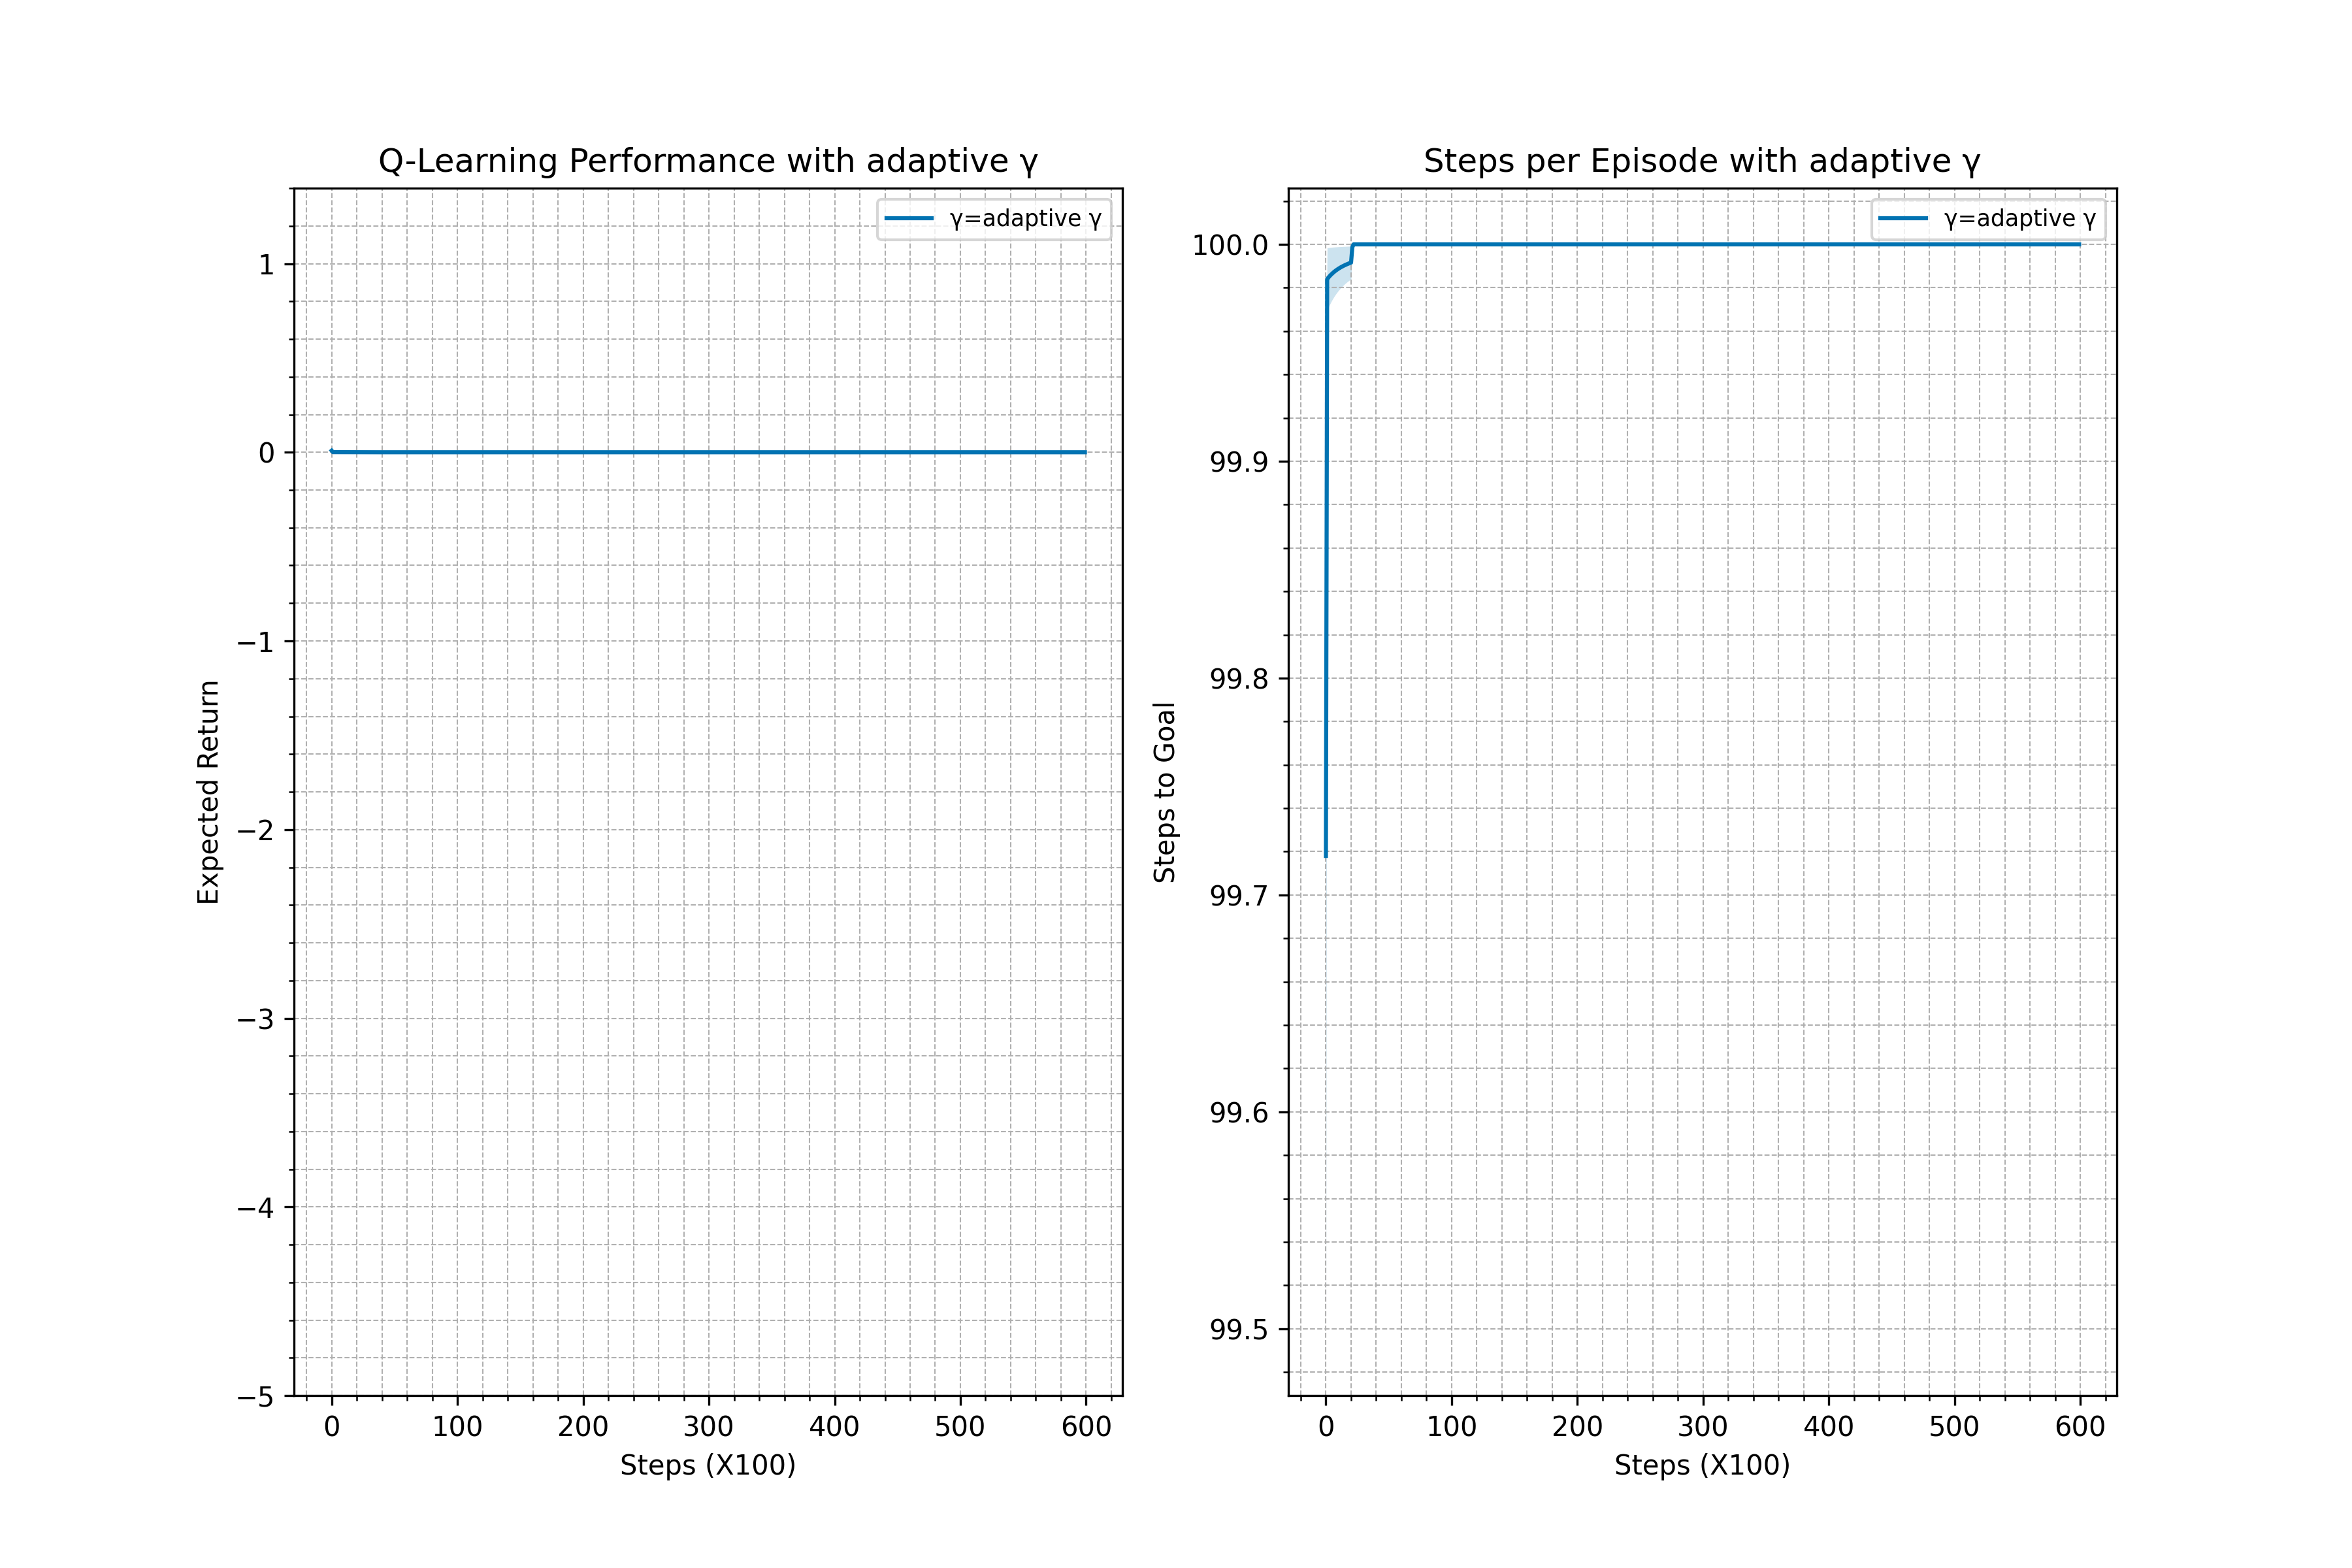 Q-Learning Performance with adaptive γ
γ=adaptive γ
Expected Return
1
0
−1
−2
−3
−4
−5
0 100 200 300 400 500 600
Steps (X100)
Steps per Episode with adaptive γ
γ=adaptive γ
Steps to Goal
100.0
99.9
99.8
99.7
99.6
99.5
0 100 200 300 400 500 600
Steps (X100)